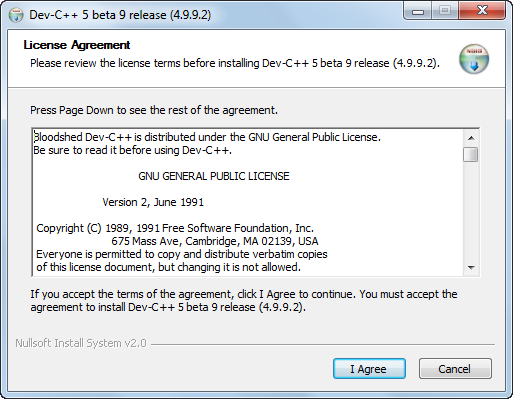 Dev-C++ 5 beta 9 release (4.9.9.2)
License Agreement
Please review the license terms before installing Dev-C++ 5 beta 9 release (4.9.9.2).
Press Page Down to see the rest of the agreement.
Bloodshed Dev-C++ is distributed under the GNU General Public License.
Be sure to read it before using Dev-C++.
GNU GENERAL PUBLIC LICENSE
Version 2, June 1991
Copyright (C) 1989, 1991 Free Software Foundation, Inc.
675 Mass Ave, Cambridge, MA 02139, USA
Everyone is permitted to copy and distribute verbatim copies
of this license document, but changing it is not allowed.
If you accept the terms of the agreement, click I Agree to continue. You must accept the
agreement to install Dev-C++ 5 beta 9 release (4.9.9.2).
Nullsoft Install System v2.0
I Agree
Cancel